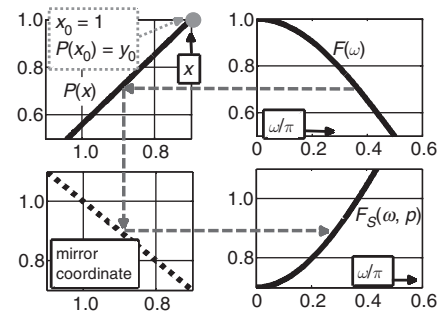 x₀ = 1
P(x₀) = y₀
x
P(x)
1.0
0.8
0.6
1.0
0.8
F(ω)
ω/π
1.0
0.8
0.6
0
0.2
0.4
0.6
mirror
coordinate
1.0
0.8
1.0
0.8
F_S(ω, p)
ω/π
1.0
0.8
0
0.2
0.4
0.6